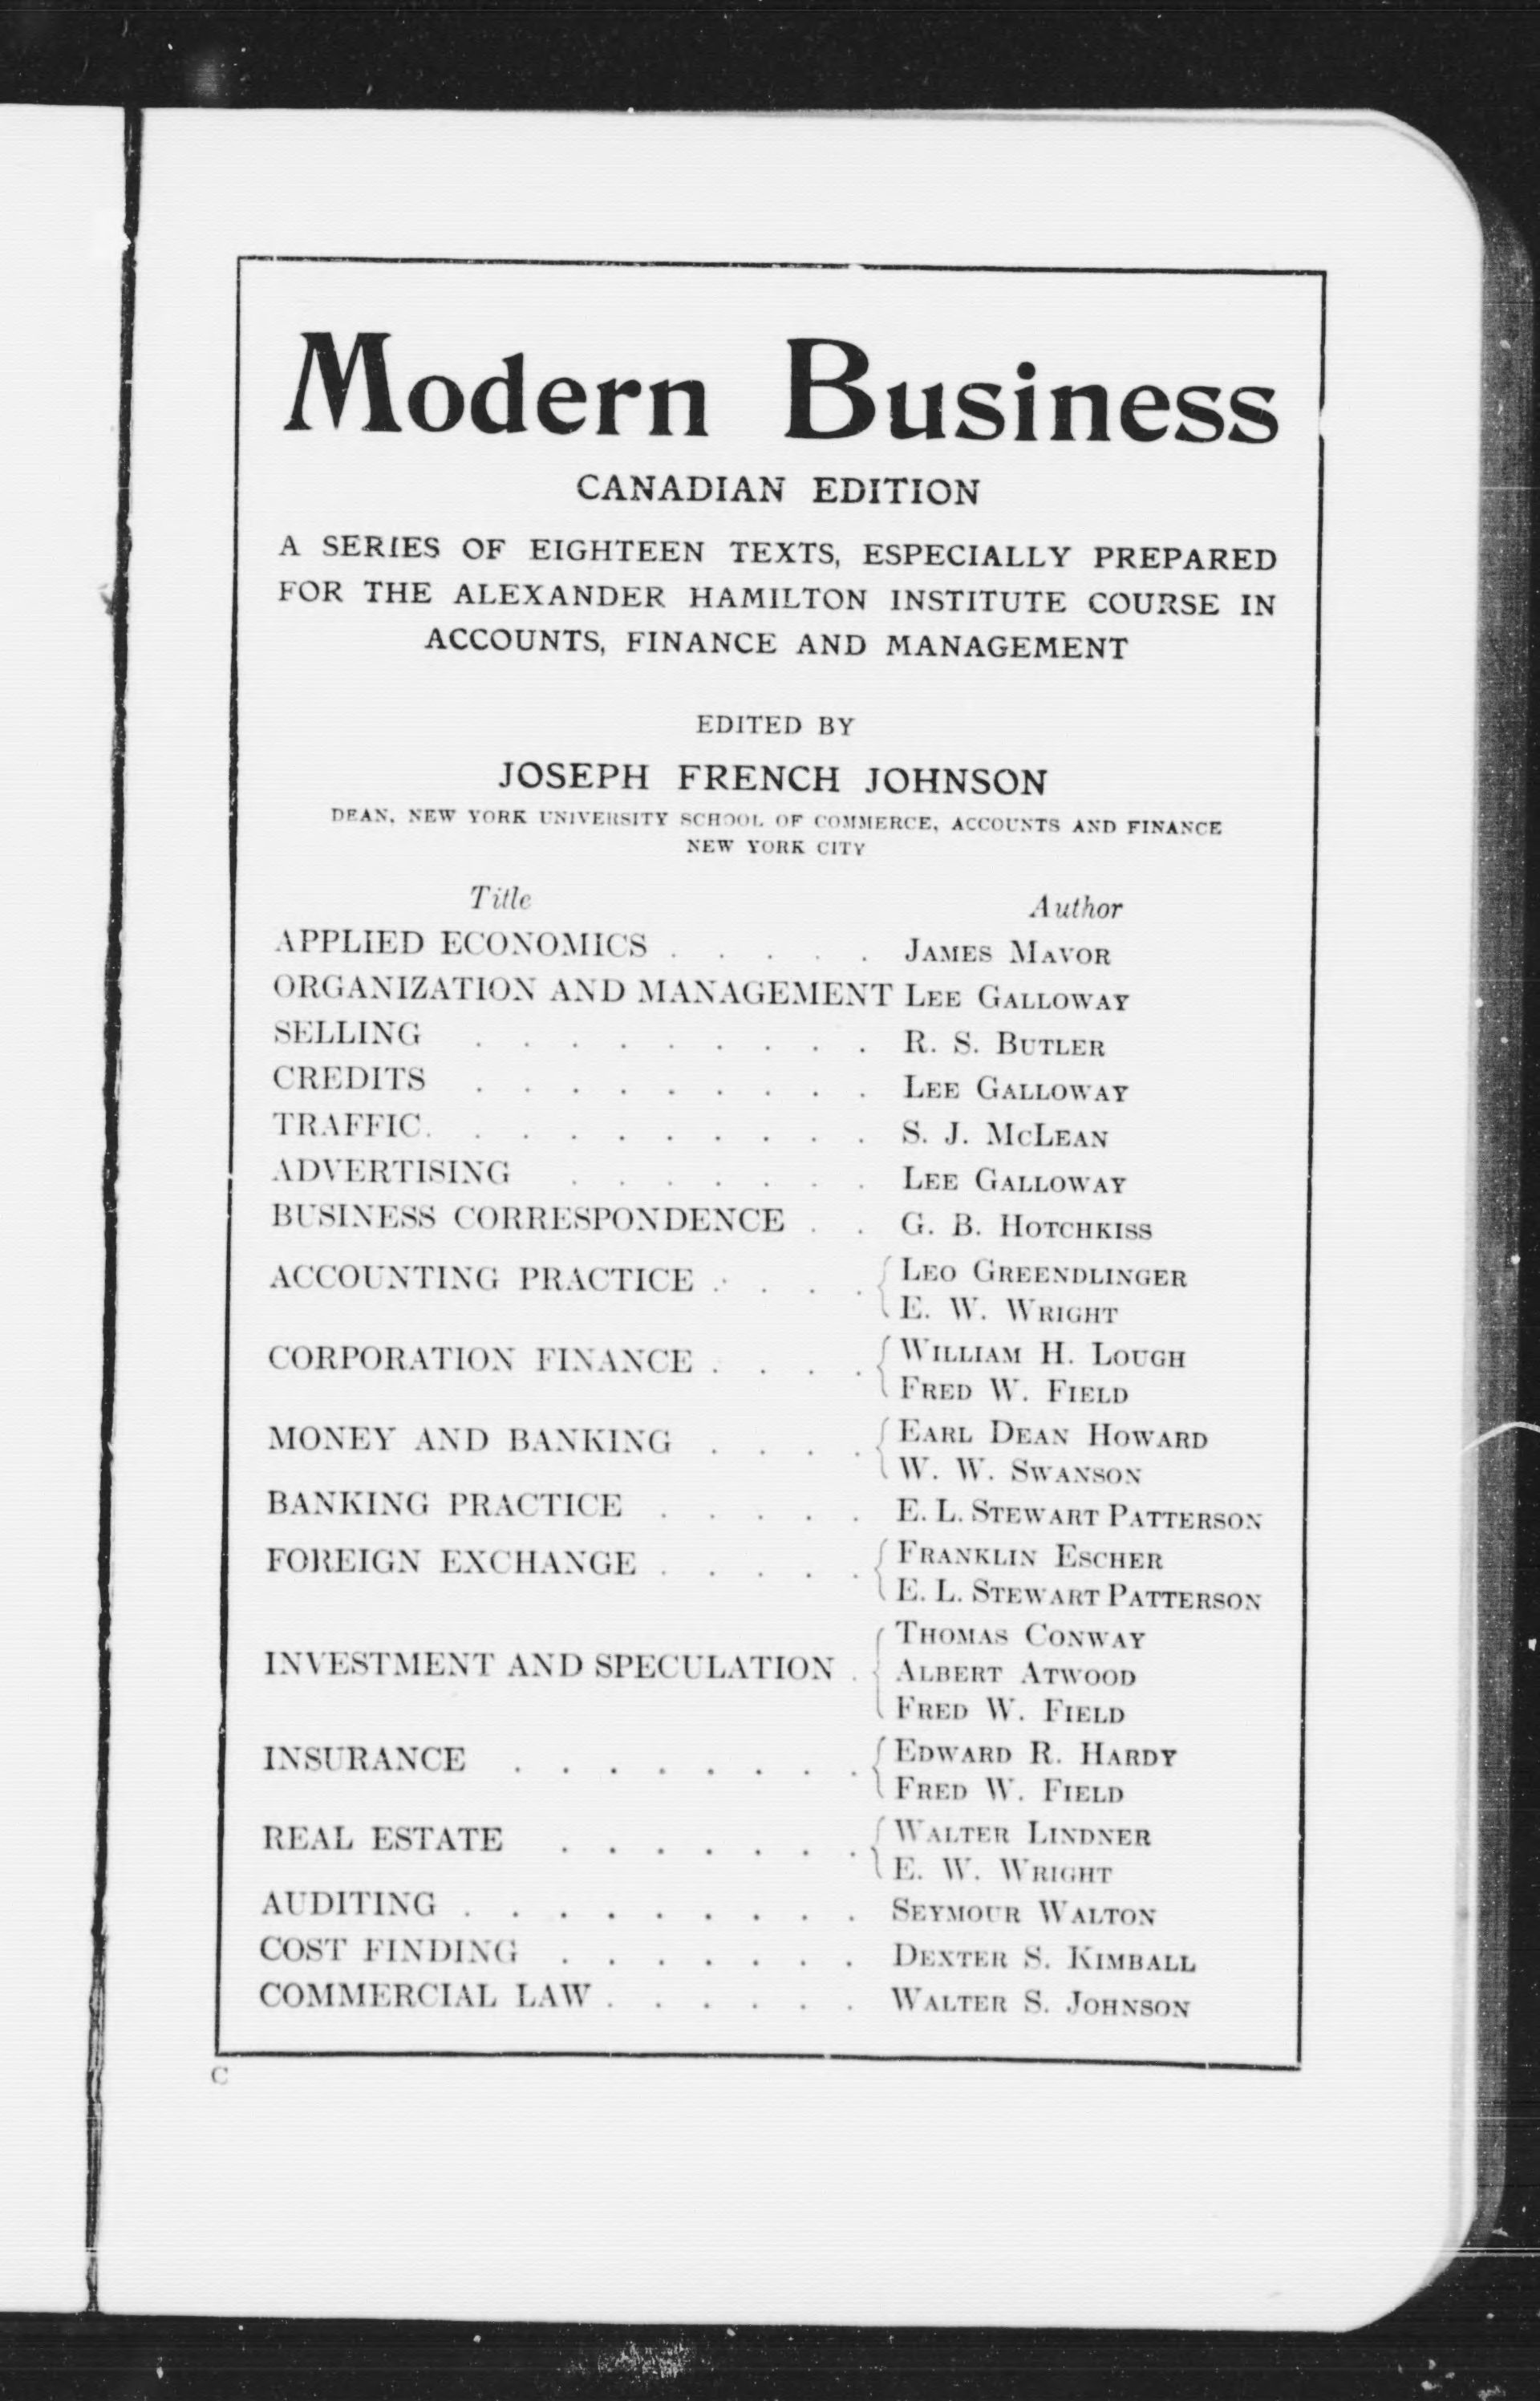 Modern Business
CANADIAN EDITION
A SERIES OF EIGHTEEN TEXTS, ESPECIALLY PREPARED
FOR THE ALEXANDER HAMILTON INSTITUTE COURSE IN
ACCOUNTS, FINANCE AND MANAGEMENT
EDITED BY
JOSEPH FRENCH JOHNSON
DEAN, NEW YORK UNIVERSITY SCHOOL OF COMMERCE, ACCOUNTS AND FINANCE
NEW YORK CITY
Title Author
APPLIED ECONOMICS . . . . . JAMES MAVOR
ORGANIZATION AND MANAGEMENT LEE GALLOWAY
SELLING . . . . . . . . . R. S. BUTLER
CREDITS . . . . . . . . . LEE GALLOWAY
TRAFFIC. . . . . . . . . . S. J. MCLEAN
ADVERTISING . . . . . . . LEE GALLOWAY
BUSINESS CORRESPONDENCE . . G. B. HOTCHKISS
ACCOUNTING PRACTICE . . . . { LEO GREENDLINGER
E. W. WRIGHT
CORPORATION FINANCE . . . . { WILLIAM H. LOUGH
FRED W. FIELD
MONEY AND BANKING . . . . { EARL DEAN HOWARD
W. W. SWANSON
BANKING PRACTICE . . . . . E. L. STEWART PATTERSON
FOREIGN EXCHANGE . . . . . { FRANKLIN ESCHER
E. L. STEWART PATTERSON
THOMAS CONWAY
INVESTMENT AND SPECULATION . { ALBERT ATWOOD
FRED W. FIELD
INSURANCE . . . . . . . . { EDWARD R. HARDY
FRED W. FIELD
REAL ESTATE . . . . . . . { WALTER LINDNER
E. W. WRIGHT
AUDITING . . . . . . . . . SEYMOUR WALTON
COST FINDING . . . . . . . DEXTER S. KIMBALL
COMMERCIAL LAW . . . . . . WALTER S. JOHNSON
C